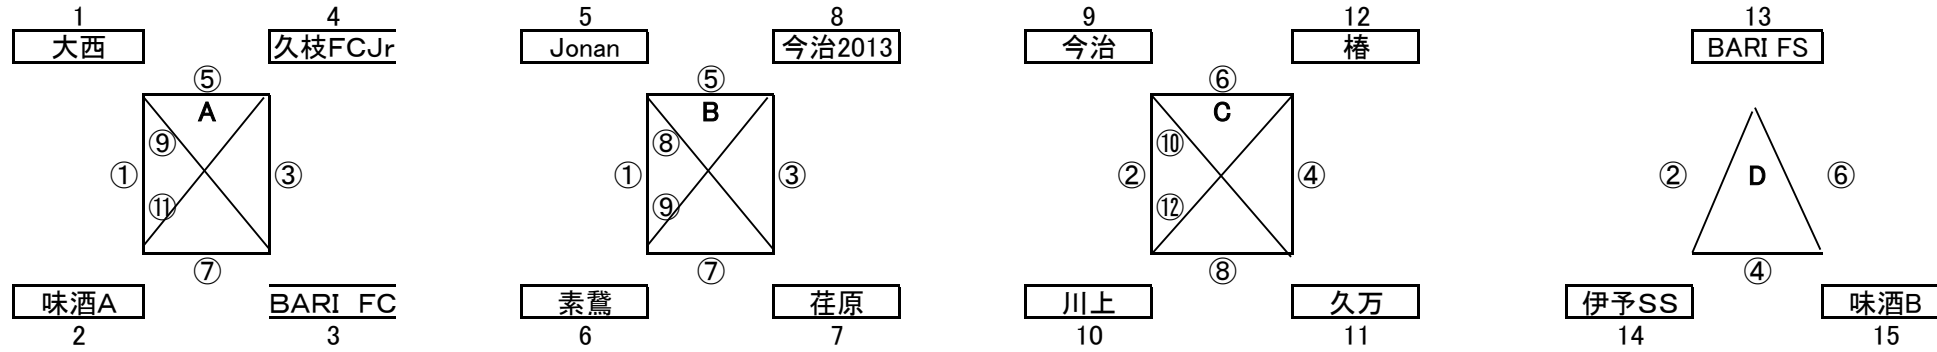 1 4 5 8 9 12 13
大西 久枝FCJr Jonan 今治2013 今治 椿 BARI FS
⑤ ⑤ ⑥
A B C
⑨ ⑧ ⑩
① ③ ① ③ ② ④ ② D ⑥
⑪ ⑨ ⑫
⑦ ⑦ ⑧ ④
味酒A BARI FC 素鵞 荏原 川上 久万 伊予SS 味酒B
2 3 6 7 10 11 14 15